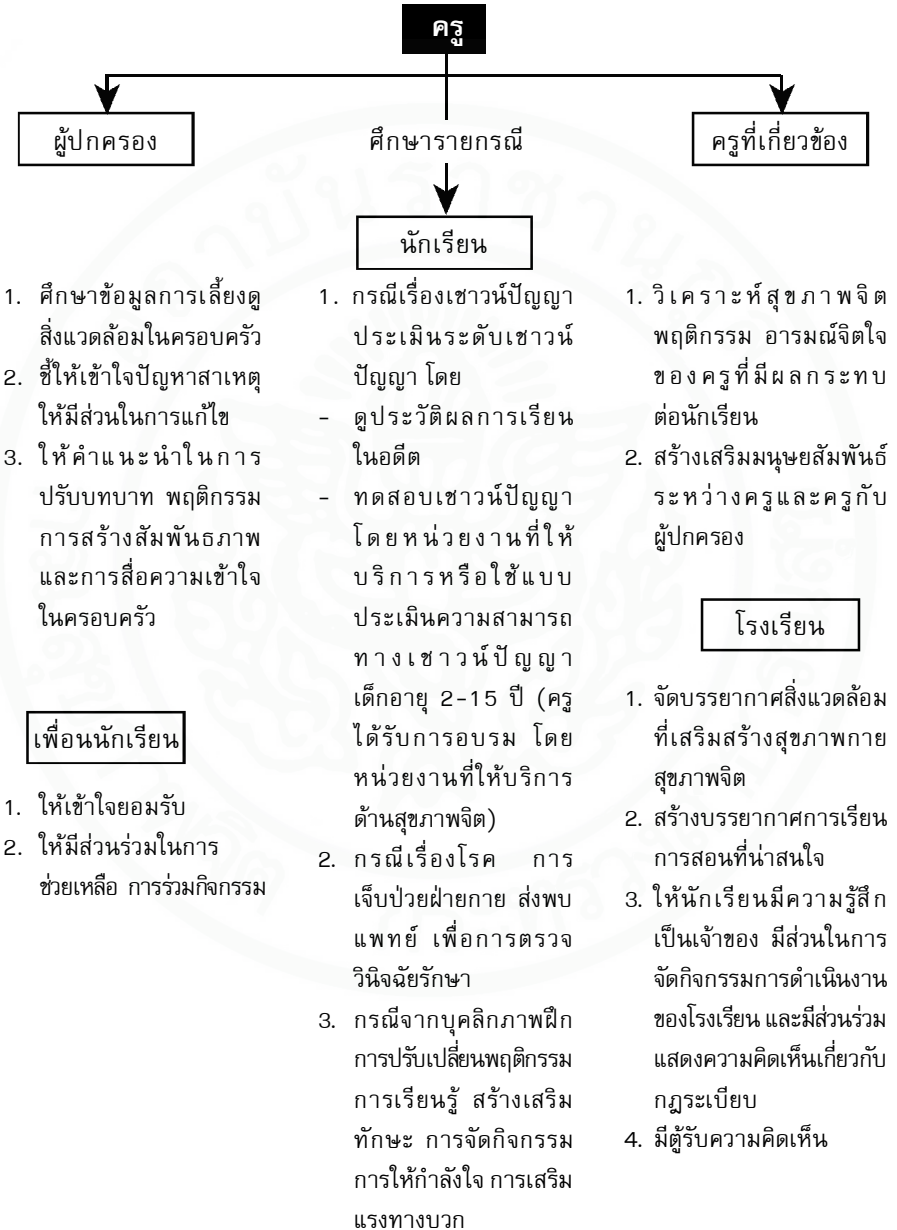 ครู
ผู้ปกครอง
ศึกษารายกรณี
ครูที่เกี่ยวข้อง
นักเรียน
1. ศึกษาข้อมูลการเลี้ยงดู
สิ่งแวดล้อมในครอบครัว
2. ชี้ให้เข้าใจปัญหาสาเหตุ
ให้มีส่วนในการแก้ไข
3. ให้คำแนะนำในการ
ปรับบทบาท พฤติกรรม
การสร้างสัมพันธภาพ
และการสื่อความเข้าใจ
ในครอบครัว
เพื่อนนักเรียน
1. ให้เข้าใจยอมรับ
2. ให้มีส่วนร่วมในการ
ช่วยเหลือ การร่วมกิจกรรม
1. กรณีเรื่องเชาวน์ปัญญา
ประเมินระดับเชาวน์
ปัญญา โดย
- ดูประวัติผลการเรียน
ในอดีต
- ทดสอบเชาวน์ปัญญา
โดยหน่วยงานที่ให้
บริการหรือใช้แบบ
ประเมินความสามารถ
ทางเชาวน์ปัญญา
เด็กอายุ 2-15 ปี (ครู
ได้รับการอบรม โดย
หน่วยงานที่ให้บริการ
ด้านสุขภาพจิต)
2. กรณีเรื่องโรค การ
เจ็บป่วยฝ่ายกาย ส่งพบ
แพทย์ เพื่อการตรวจ
วินิจฉัยรักษา
3. กรณีจากบุคลิกภาพฝึก
การปรับเปลี่ยนพฤติกรรม
การเรียนรู้ สร้างเสริม
ทักษะ การจัดกิจกรรม
การให้กำลังใจ การเสริม
แรงทางบวก
1. วิเคราะห์สุขภาพจิต
พฤติกรรม อารมณ์จิตใจ
ของครูที่มีผลกระทบ
ต่อนักเรียน
2. สร้างเสริมมนุษยสัมพันธ์
ระหว่างครูและครูกับ
ผู้ปกครอง
โรงเรียน
1. จัดบรรยากาศสิ่งแวดล้อม
ที่เสริมสร้างสุขภาพกาย
สุขภาพจิต
2. สร้างบรรยากาศการเรียน
การสอนที่น่าสนใจ
3. ให้นักเรียนมีความรู้สึก
เป็นเจ้าของ มีส่วนในการ
จัดกิจกรรมการดำเนินงาน
ของโรงเรียน และมีส่วนร่วม
แสดงความคิดเห็นเกี่ยวกับ
กฎระเบียบ
4. มีตู้รับความคิดเห็น